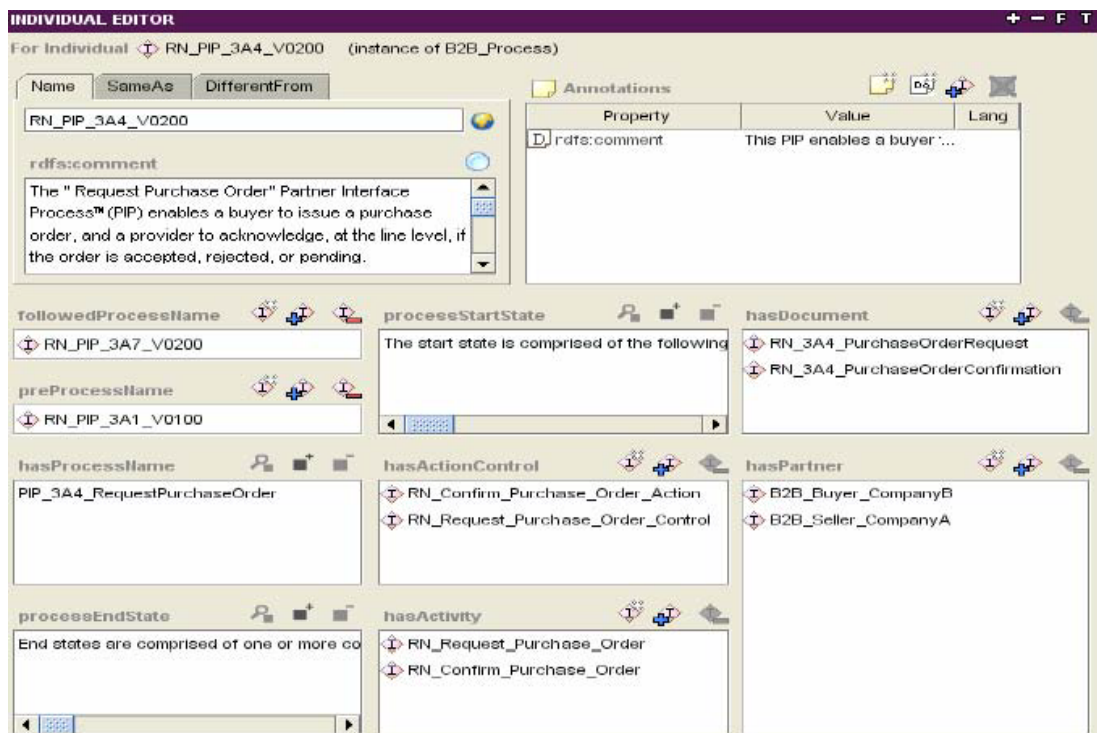 INDIVIDUAL EDITOR + − F T
For Individual RN_PIP_3A4_V0200 (instance of B2B_Process)
Name SameAs DifferentFrom
RN_PIP_3A4_V0200
rdfs:comment
The " Request Purchase Order" Partner Interface
Process™ (PIP) enables a buyer to issue a purchase
order, and a provider to acknowledge, at the line level, if
the order is accepted, rejected, or pending.
Annotations
Property Value Lang
rdfs:comment This PIP enables a buyer ...
followedProcessName
RN_PIP_3A7_V0200
preProcessName
RN_PIP_3A1_V0100
processStartState
The start state is comprised of the following
hasDocument
RN_3A4_PurchaseOrderRequest
RN_3A4_PurchaseOrderConfirmation
hasProcessName
PIP_3A4_RequestPurchaseOrder
hasActionControl
RN_Confirm_Purchase_Order_Action
RN_Request_Purchase_Order_Control
hasPartner
B2B_Buyer_CompanyB
B2B_Seller_CompanyA
processEndState
End states are comprised of one or more co
hasActivity
RN_Request_Purchase_Order
RN_Confirm_Purchase_Order